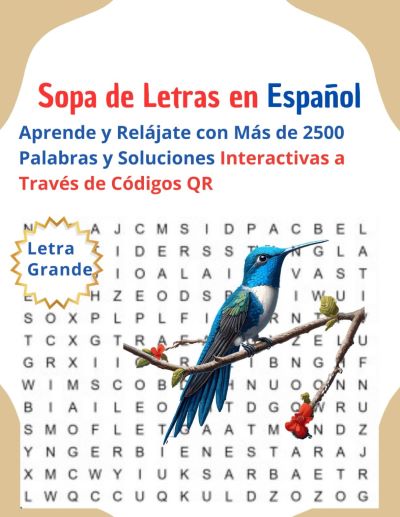 Sopa de Letras en Español
Aprende y Relájate con Más de 2500
Palabras y Soluciones Interactivas a
Través de Códigos QR
Letra
Grande
A J C M S I D P A C B E L
I D E R S S N G L A
I O A L A I V A S T
H Z E O D S I W U I
S O X P L P L F I R N
T C X G T R A Z E U
G R X I I R I B N G F
W I M S C O B H N U O O N N
B I A I L E O T D G W R U
S M O F L E T A A T M N D Z
Y N G E R B I E N E S T A R A J
X M C W Y I U K S A R B A E T R
L W Q C C U Q K U L D Z O Z O G